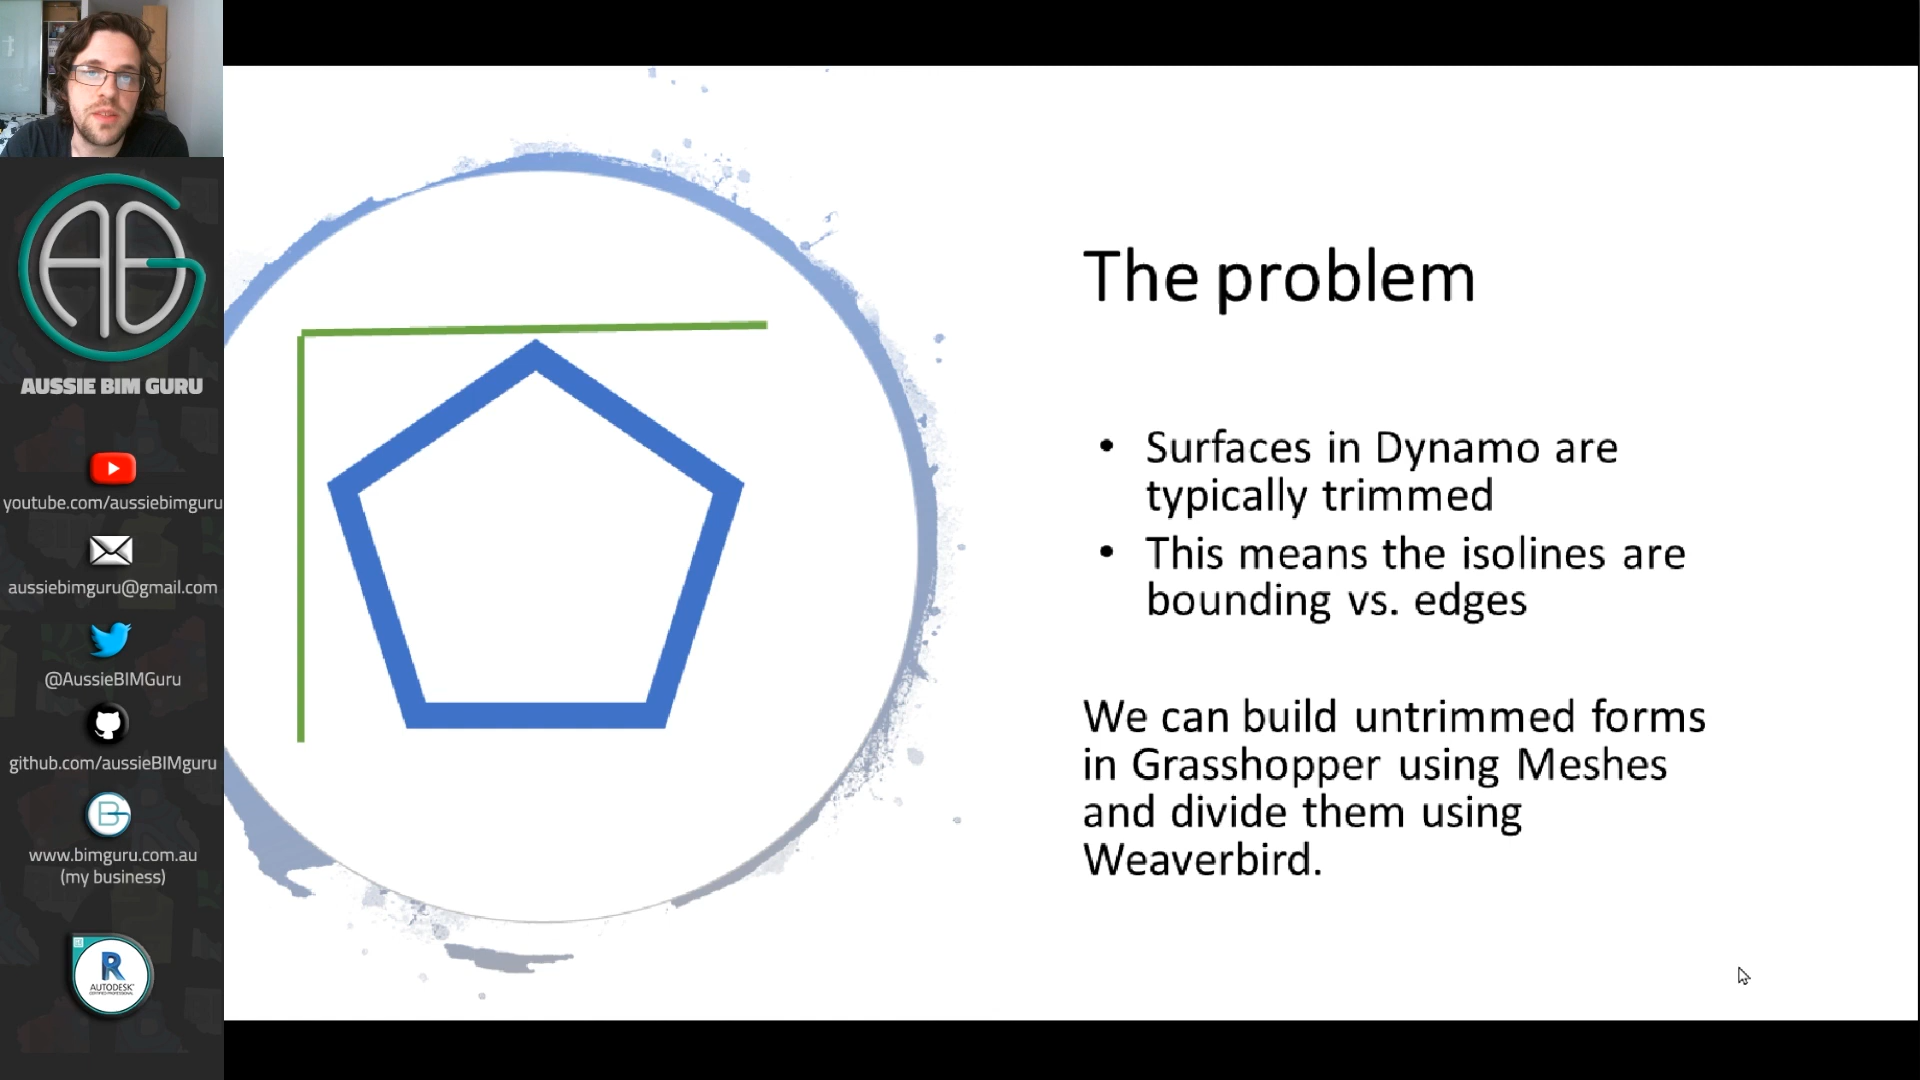 AUSSIE BIM GURU
youtube.com/aussiebimguru
aussiebimguru@gmail.com
@AussieBIMGuru
github.com/aussieBIMguru
www.bimguru.com.au
(my business)
R
AUTODESK
The problem
• Surfaces in Dynamo are
typically trimmed
• This means the isolines are
bounding vs. edges
We can build untrimmed forms
in Grasshopper using Meshes
and divide them using
Weaverbird.